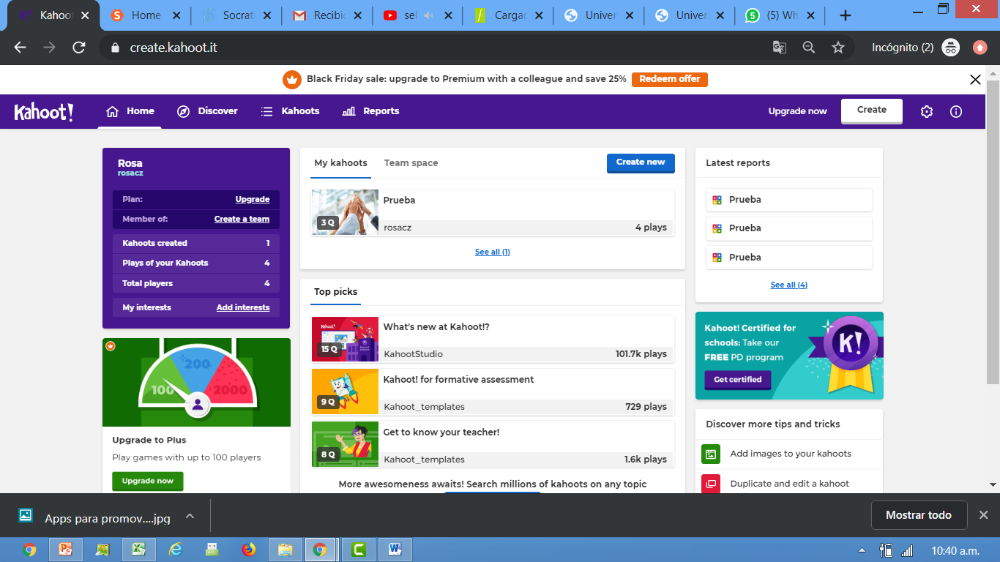 Kahoot
Home
Socrati
Recibid
sel
Cargad
Univer
Univer
(5) Wh
create.kahoot.it
Incógnito (2)
Black Friday sale: upgrade to Premium with a colleague and save 25%
Redeem offer
Kahoot!
Home
Discover
Kahoots
Reports
Upgrade now
Create
Rosa
rosacz
Plan:
Upgrade
Member of:
Create a team
Kahoots created
1
Plays of your Kahoots
4
Total players
4
My interests
Add interests
100
200
2000
Upgrade to Plus
Play games with up to 100 players
Upgrade now
My kahoots
Team space
Create new
3 Q
Prueba
rosacz
4 plays
See all (1)
Top picks
15 Q
What's new at Kahoot!?
KahootStudio
101.7k plays
9 Q
Kahoot! for formative assessment
Kahoot_templates
729 plays
8 Q
Get to know your teacher!
Kahoot_templates
1.6k plays
More awesomeness awaits! Search millions of kahoots on any topic
Latest reports
Prueba
Prueba
Prueba
See all (4)
Kahoot! Certified for
schools: Take our
FREE PD program
Get certified
K!
Discover more tips and tricks
Add images to your kahoots
Duplicate and edit a kahoot
Apps para promov....jpg
Mostrar todo
10:40 a.m.